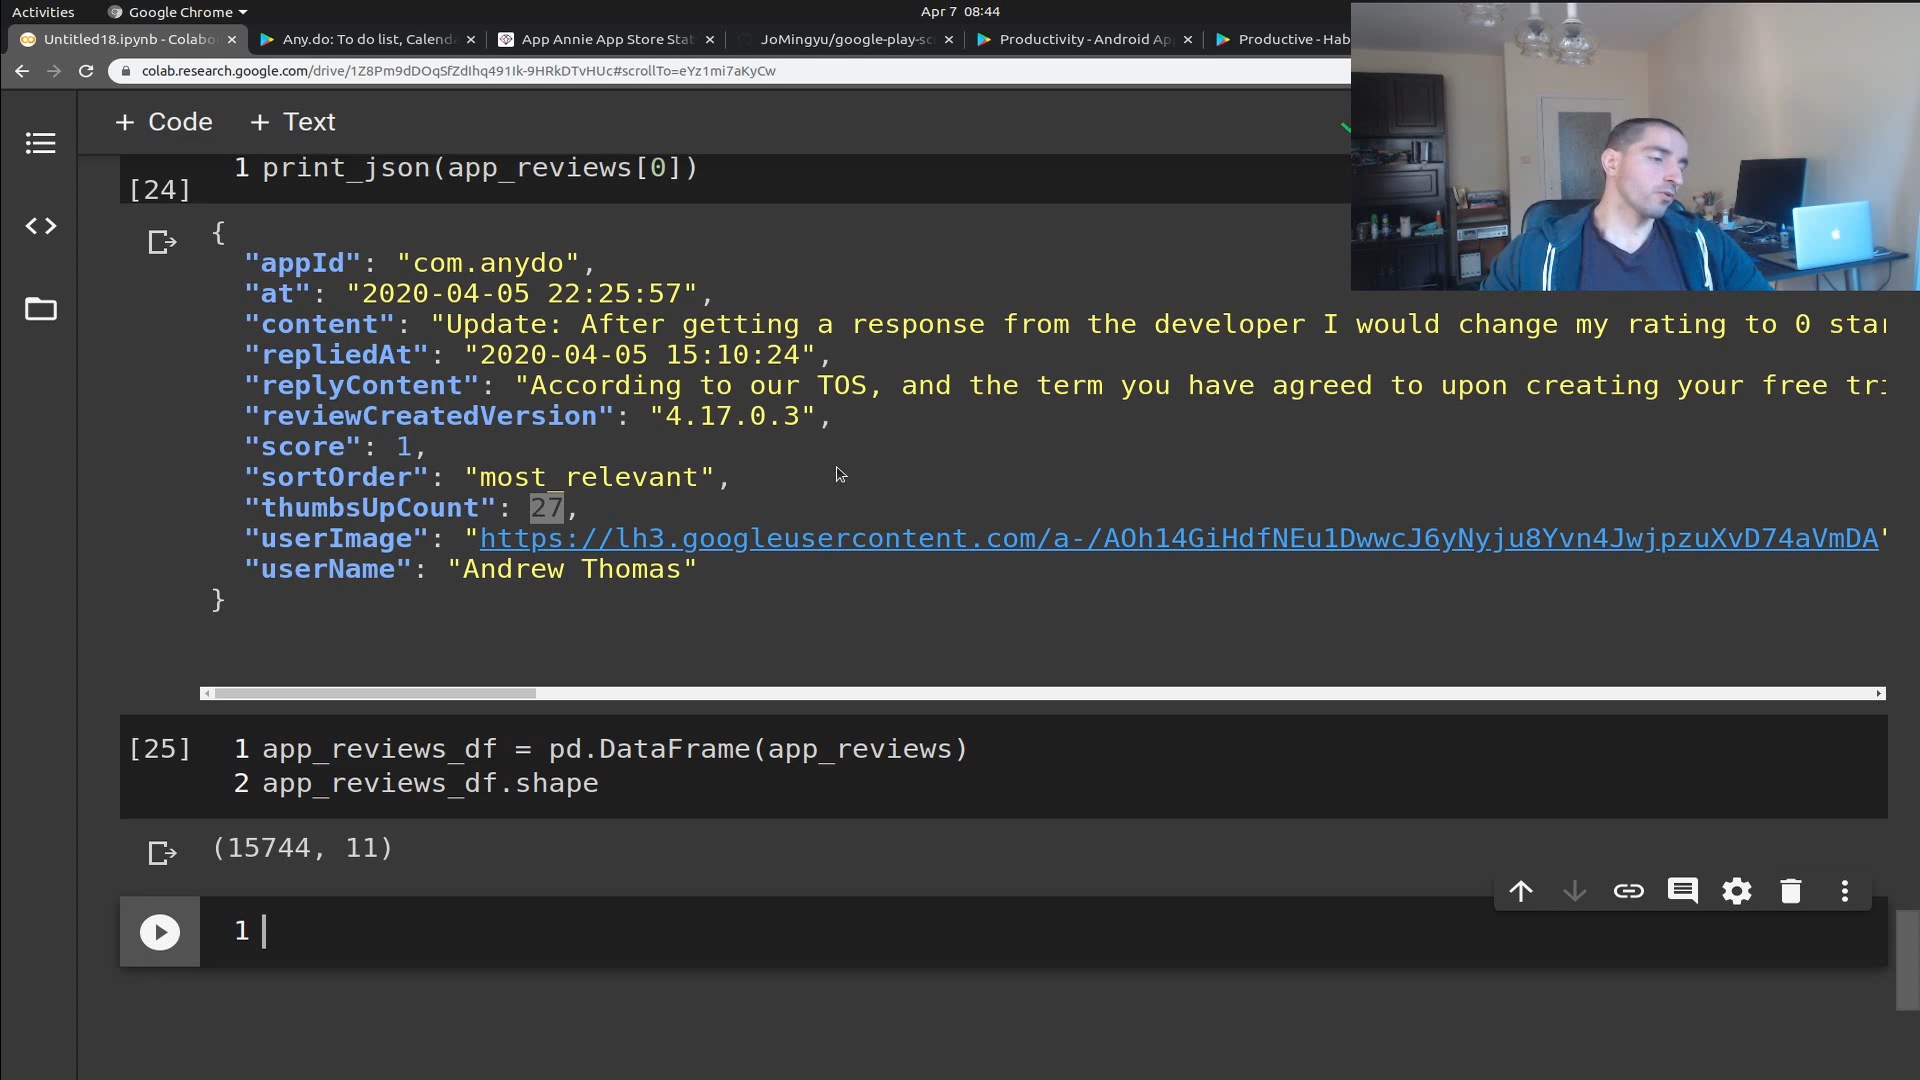 Activities
Google Chrome
Apr 7 08:44
Untitled18.ipynb - Colabo
Any.do: To do list, Calend
App Annie App Store Stat
JoMingyu/google-play-sc
Productivity - Android Ap
Productive - Hab
colab.research.google.com/drive/1Z8Pm9dDOqSfZdIhq491Ik-9HRkDTvHUc#scrollTo=eYz1mi7aKyCw
+ Code
+ Text
1 print_json(app_reviews[0])
[24]
{
"appId": "com.anydo",
"at": "2020-04-05 22:25:57",
"content": "Update: After getting a response from the developer I would change my rating to 0 star
"repliedAt": "2020-04-05 15:10:24",
"replyContent": "According to our TOS, and the term you have agreed to upon creating your free tri
"reviewCreatedVersion": "4.17.0.3",
"score": 1,
"sortOrder": "most_relevant",
"thumbsUpCount": 27,
"userImage": "https://lh3.googleusercontent.com/a-/AOh14GiHdfNEu1DwwcJ6yNyju8Yvn4JwjpzuXvD74aVmDA"
"userName": "Andrew Thomas"
}
[25] 1 app_reviews_df = pd.DataFrame(app_reviews)
2 app_reviews_df.shape
(15744, 11)
1